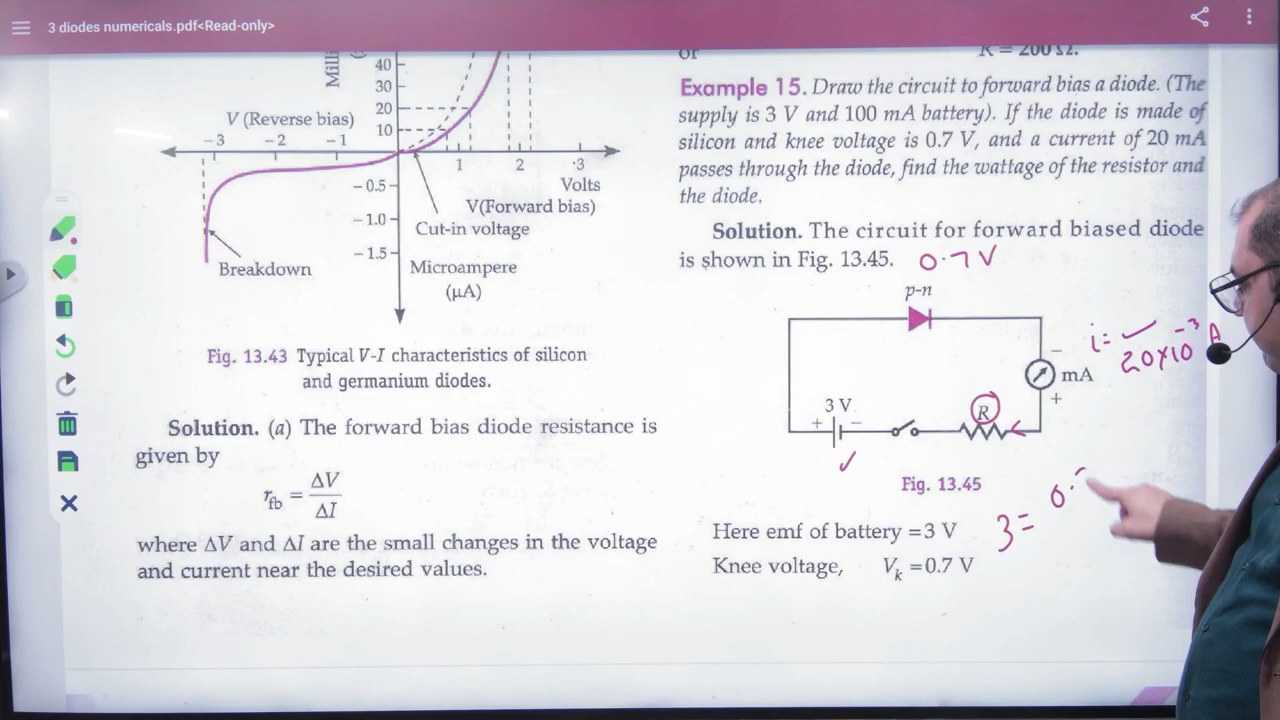 3 diodes numericals.pdf<Read-only>
40
30
20
10
V (Reverse bias)
−3 −2 −1
1 2 3
Volts
V(Forward bias)
Cut-in voltage
− 0.5
− 1.0
− 1.5
Breakdown
Microampere
(μA)
Fig. 13.43 Typical V-I characteristics of silicon
and germanium diodes.
Solution. (a) The forward bias diode resistance is
given by
r_fb = ΔV / ΔI
where ΔV and ΔI are the small changes in the voltage
and current near the desired values.
or R = 200 Ω.
Example 15. Draw the circuit to forward bias a diode. (The
supply is 3 V and 100 mA battery). If the diode is made of
silicon and knee voltage is 0.7 V, and a current of 20 mA
passes through the diode, find the wattage of the resistor and
the diode.
Solution. The circuit for forward biased diode
is shown in Fig. 13.45. 0.7 V
p-n
i= ✓
20×10⁻³ A
−
mA
+
3 V
+ −
R
✓
Fig. 13.45
3 = 0.
Here emf of battery = 3 V
Knee voltage, V_k = 0.7 V